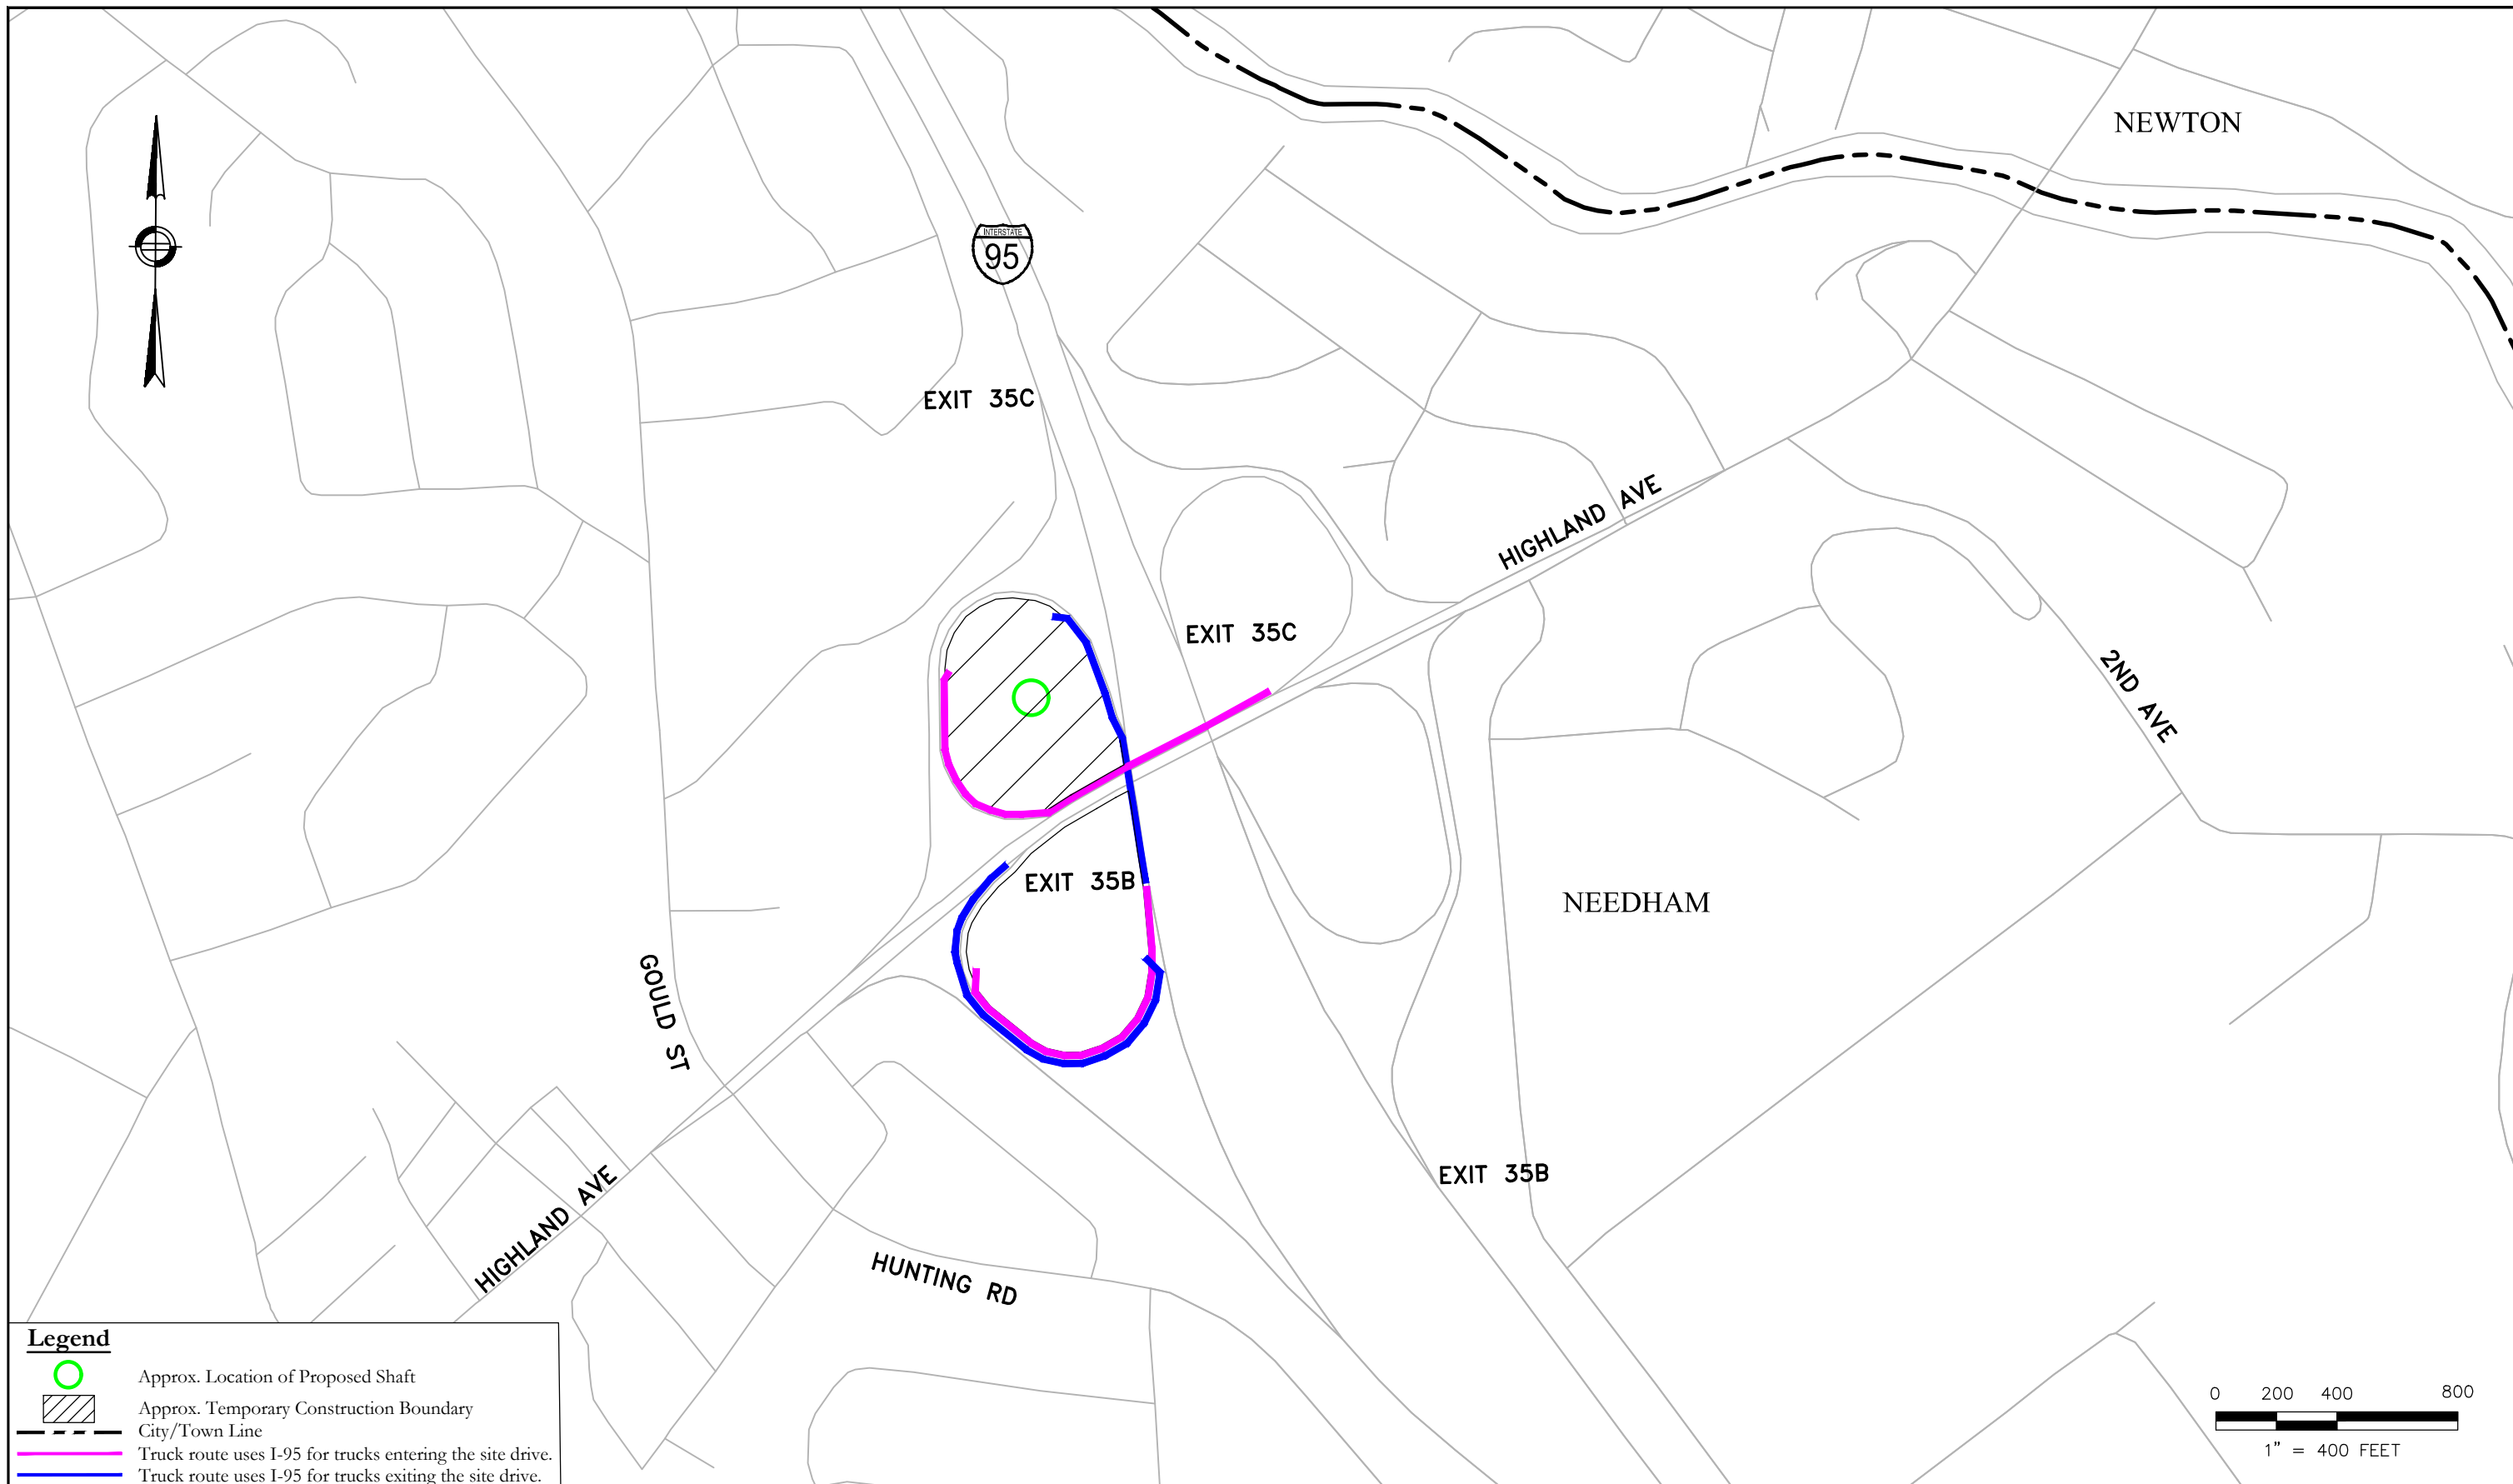 NEWTON
INTERSTATE
95
EXIT 35C
HIGHLAND AVE
EXIT 35C
2ND AVE
EXIT 35B
NEEDHAM
GOULD ST
EXIT 35B
HIGHLAND AVE
HUNTING RD
Legend
Approx. Location of Proposed Shaft
Approx. Temporary Construction Boundary
City/Town Line
Truck route uses I-95 for trucks entering the site drive.
Truck route uses I-95 for trucks exiting the site drive.
0 200 400 800
1" = 400 FEET